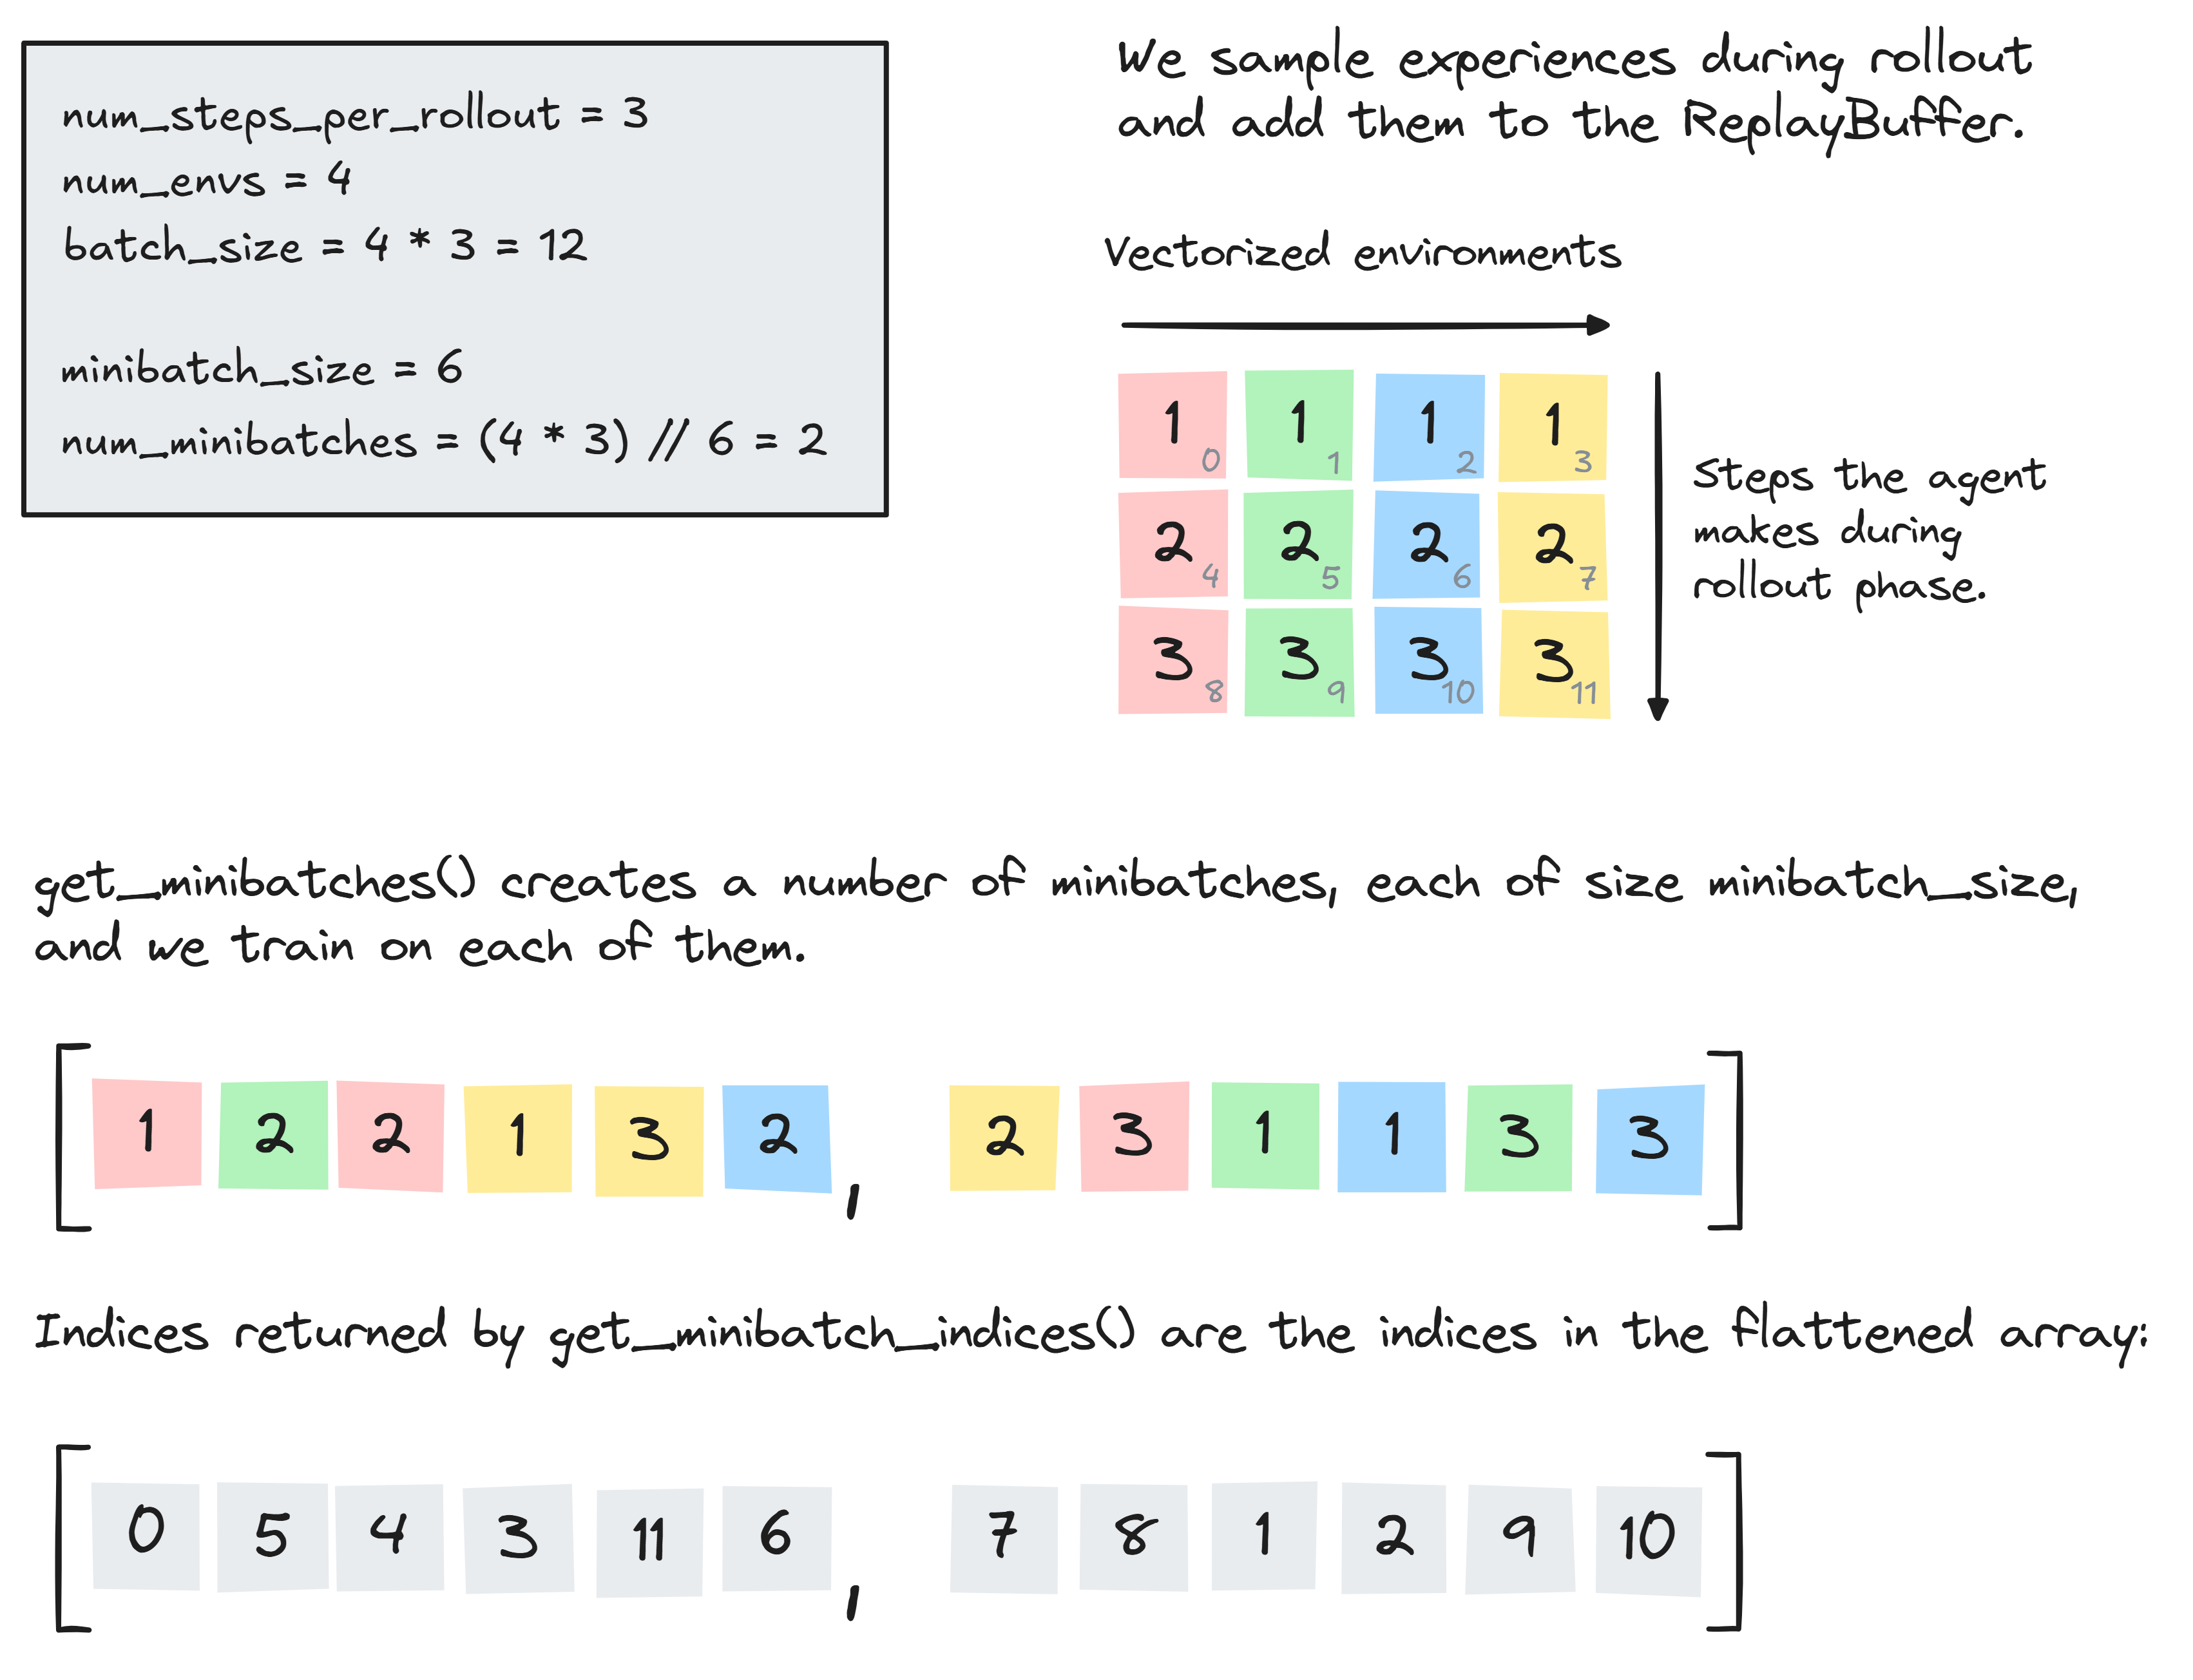 num_steps_per_rollout = 3
num_envs = 4
batch_size = 4 * 3 = 12
minibatch_size = 6
num_minibatches = (4 * 3) // 6 = 2
We sample experiences during rollout
and add them to the ReplayBuffer.
Vectorized environments
1 0 1 1 1 2 1 3
2 4 2 5 2 6 2 7
3 8 3 9 3 10 3 11
Steps the agent
makes during
rollout phase.
get_minibatches() creates a number of minibatches, each of size minibatch_size,
and we train on each of them.
[ 1 2 2 1 3 2 , 2 3 1 1 3 3 ]
Indices returned by get_minibatch_indices() are the indices in the flattened array:
[ 0 5 4 3 11 6 , 7 8 1 2 9 10 ]